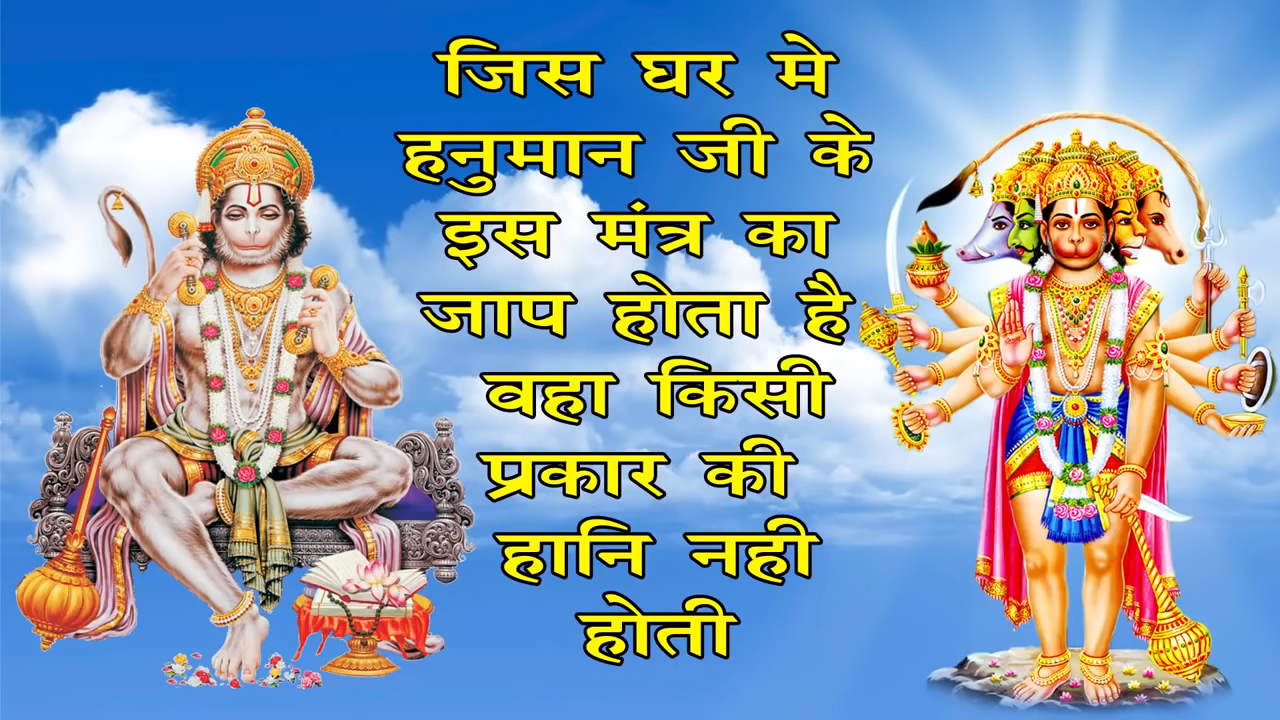 जिस घर मे
हनुमान जी के
इस मंत्र का
जाप होता है
वहा किसी
प्रकार की
हानि नही
होती